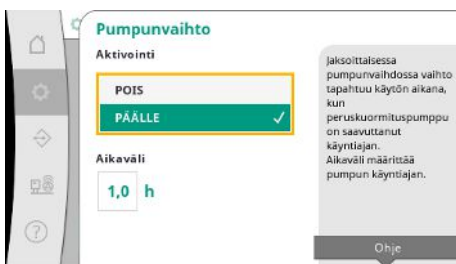 Pumpunvaihto
Aktivointi
POIS
PÄÄLLE
Aikaväli
1,0 h
Jaksoittaisessa
pumpunvaihdossa vaihto
tapahtuu käytön aikana,
kun
peruskuormituspumppu
on saavuttanut
käyntiajan.
Aikaväli määrittää
pumpun käyntiajan.
Ohje